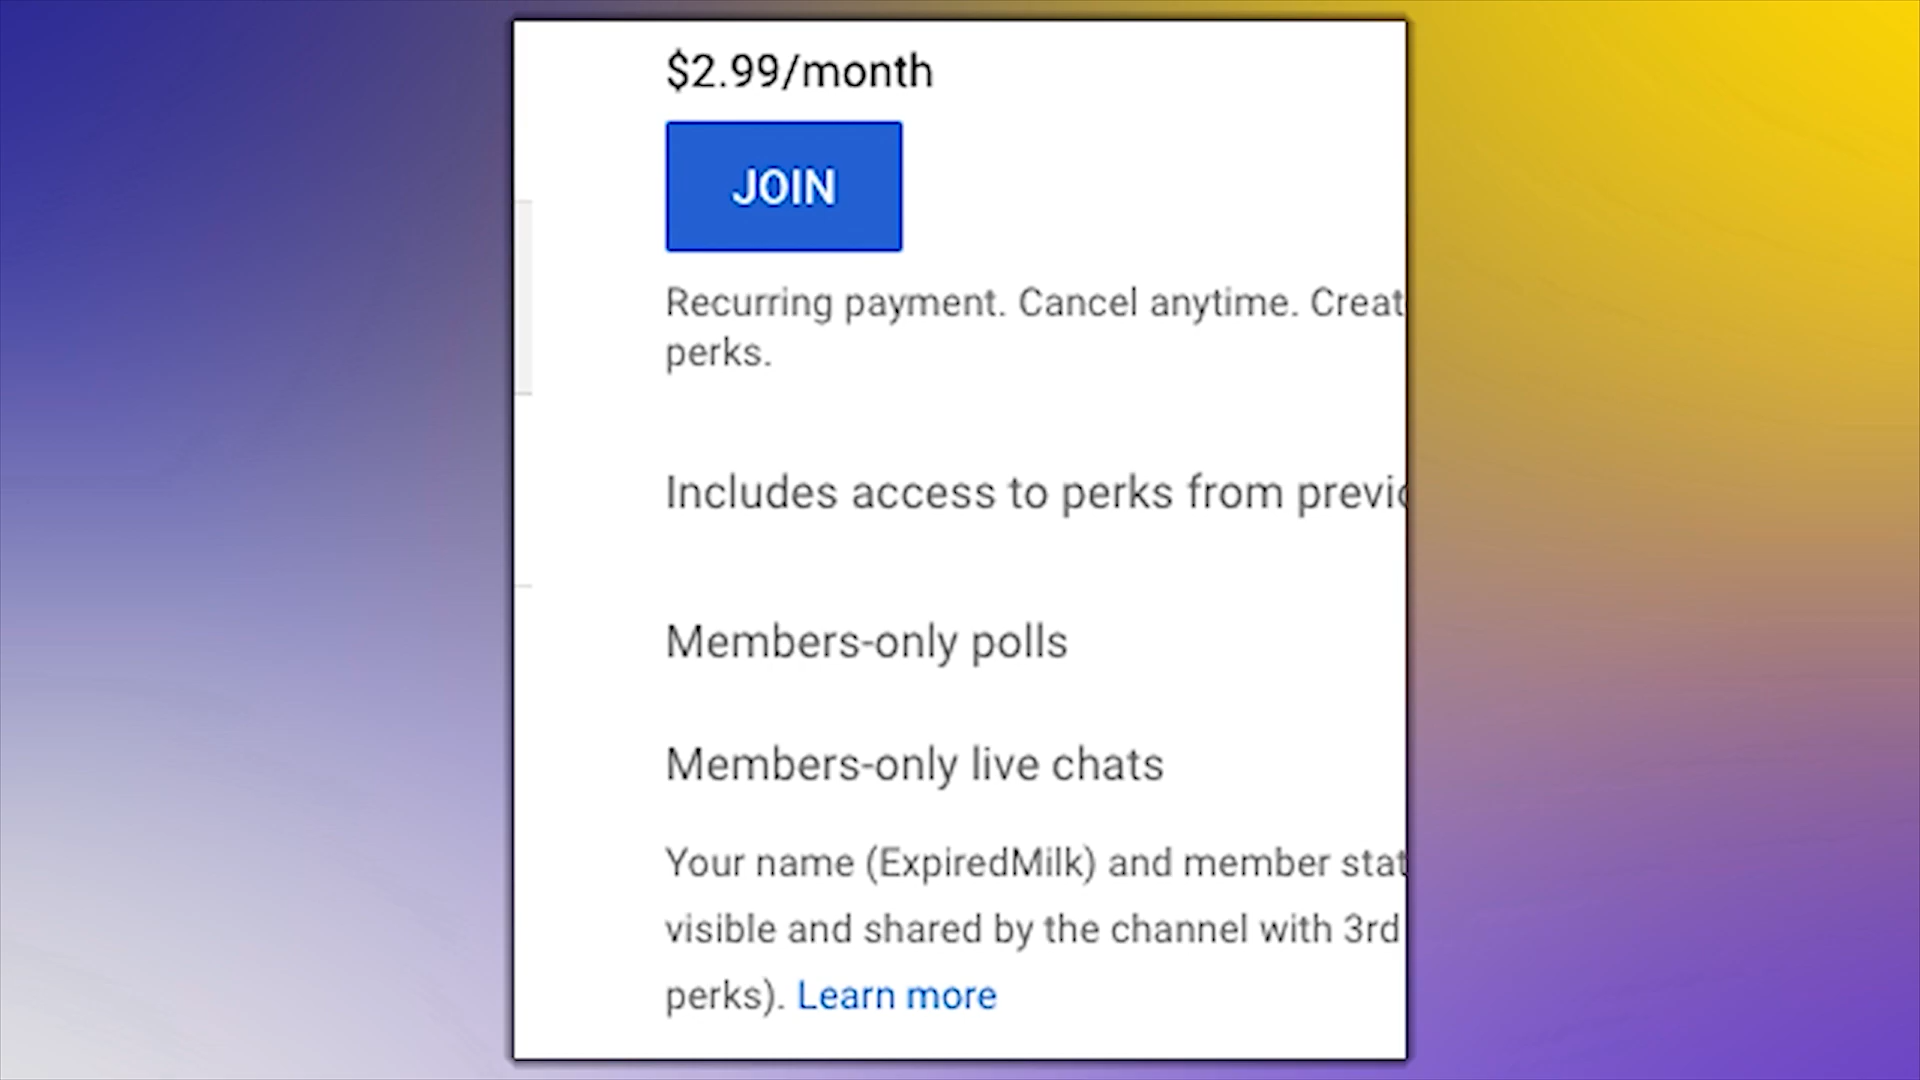 $2.99/month
JOIN
Recurring payment. Cancel anytime. Creat
perks.
Includes access to perks from previo
Members-only polls
Members-only live chats
Your name (ExpiredMilk) and member stat
visible and shared by the channel with 3rd
perks). Learn more